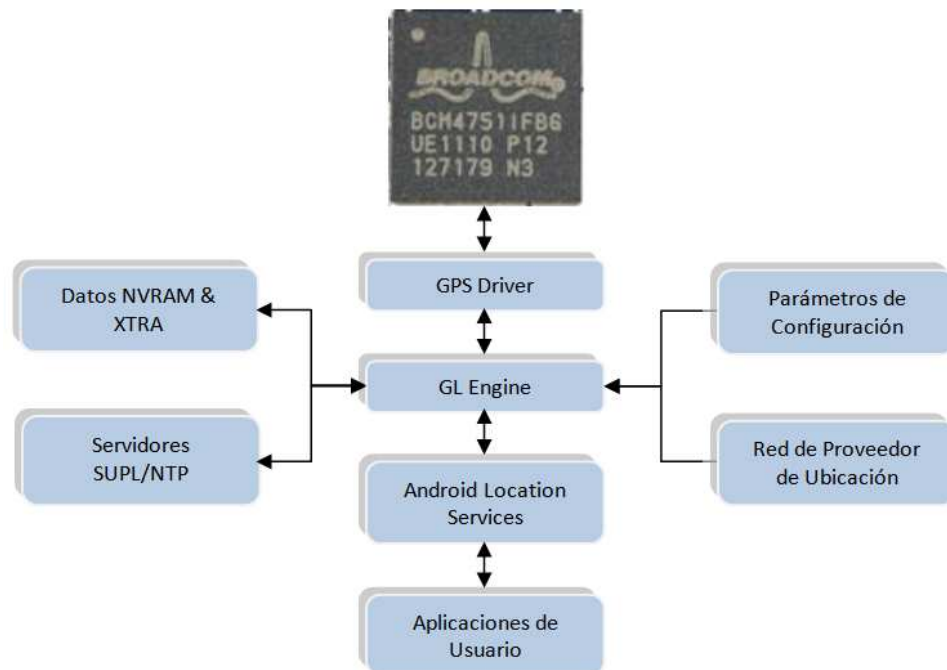 BROADCOM
BCM4751IFBG
UE1110 P12
127179 N3
GPS Driver
Datos NVRAM &
XTRA
Parámetros de
Configuración
GL Engine
Servidores
SUPL/NTP
Red de Proveedor
de Ubicación
Android Location
Services
Aplicaciones de
Usuario